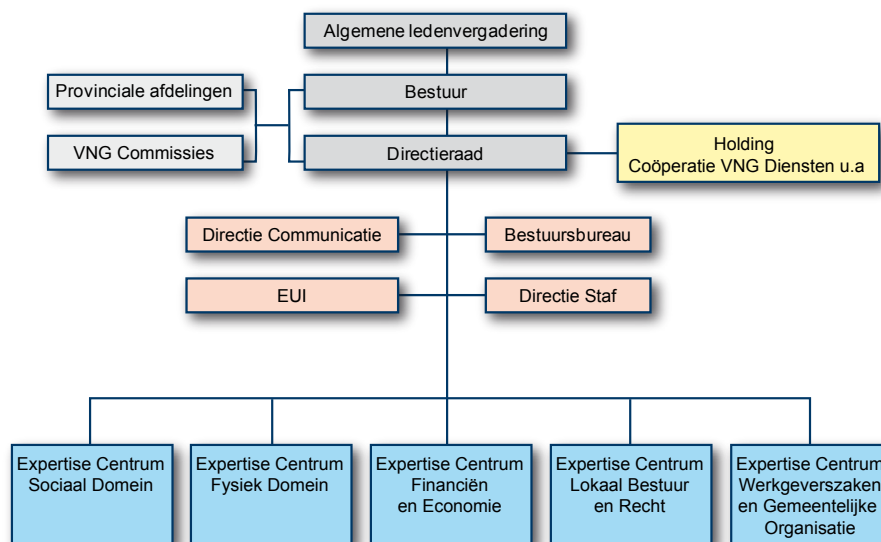 Algemene ledenvergadering
Provinciale afdelingen
Bestuur
VNG Commissies
Directieraad
Holding
Coöperatie VNG Diensten u.a
Directie Communicatie
Bestuursbureau
EUI
Directie Staf
Expertise Centrum
Sociaal Domein
Expertise Centrum
Fysiek Domein
Expertise Centrum
Financiën
en Economie
Expertise Centrum
Lokaal Bestuur
en Recht
Expertise Centrum
Werkgeverszaken
en Gemeentelijke
Organisatie